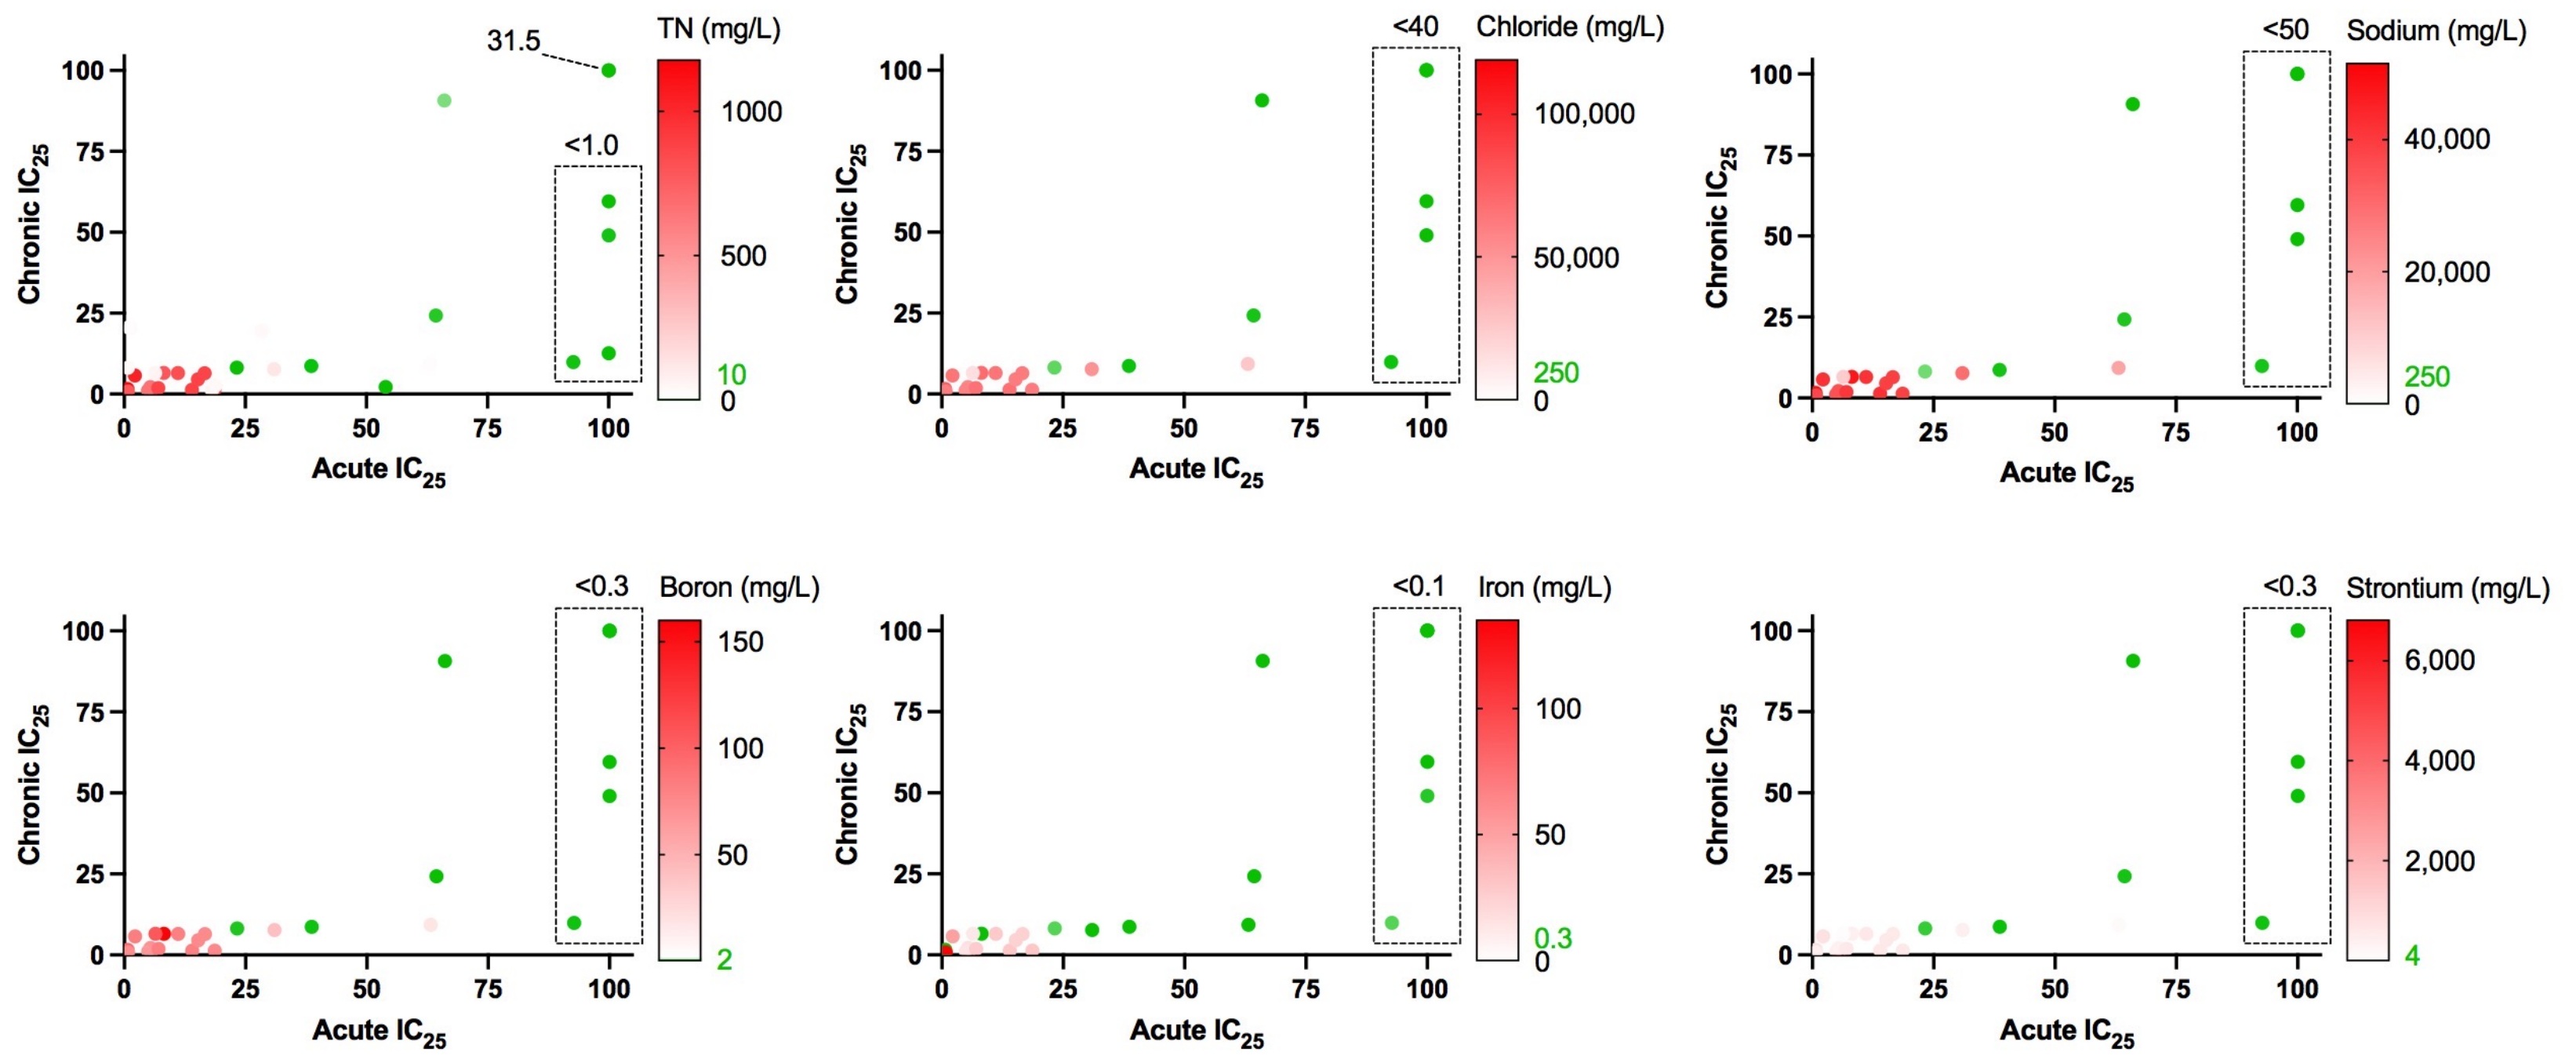 31.5
TN (mg/L)
<1.0
Chronic IC25
100
75
50
25
0
0 25 50 75 100
Acute IC25
1000
500
10
0
<40
Chloride (mg/L)
Chronic IC25
100
75
50
25
0
0 25 50 75 100
Acute IC25
100,000
50,000
250
0
<50
Sodium (mg/L)
Chronic IC25
100
75
50
25
0
0 25 50 75 100
Acute IC25
40,000
20,000
250
0
<0.3
Boron (mg/L)
Chronic IC25
100
75
50
25
0
0 25 50 75 100
Acute IC25
150
100
50
2
<0.1
Iron (mg/L)
Chronic IC25
100
75
50
25
0
0 25 50 75 100
Acute IC25
100
50
0.3
0
<0.3
Strontium (mg/L)
Chronic IC25
100
75
50
25
0
0 25 50 75 100
Acute IC25
6,000
4,000
2,000
4